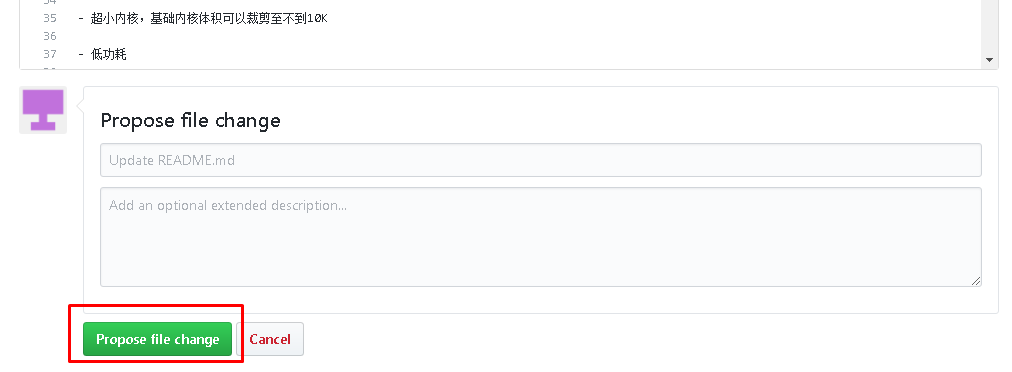 35 - 超小内核，基础内核体积可以裁剪至不到10K
36
37 - 低功耗
Propose file change
Update README.md
Add an optional extended description...
Propose file change Cancel